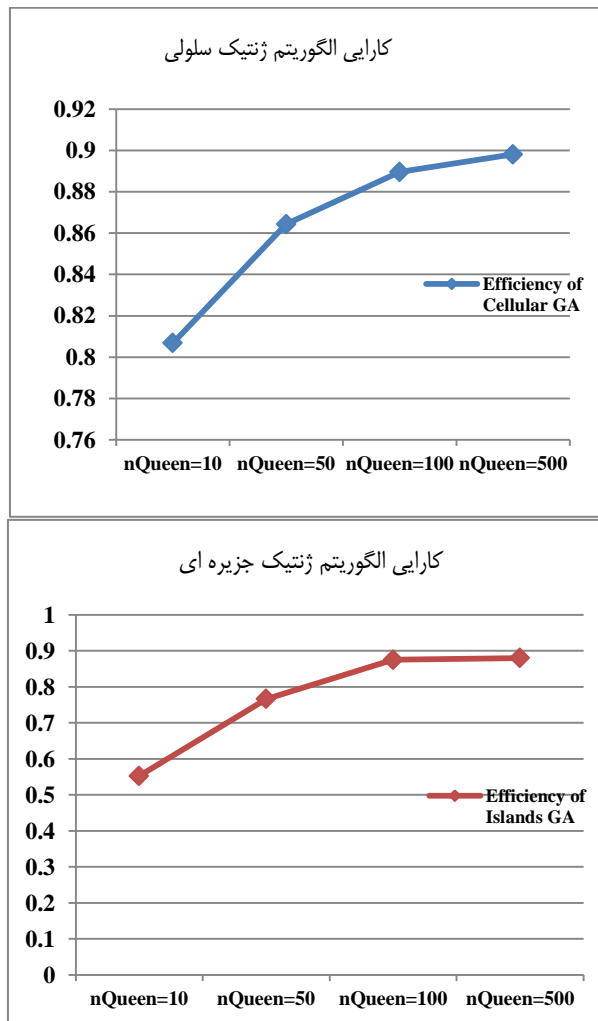 کارایی الگوریتم ژنتیک سلولی
0.92
0.9
0.88
0.86
0.84
0.82
0.8
0.78
0.76
Efficiency of
Cellular GA
nQueen=10 nQueen=50 nQueen=100 nQueen=500
کارایی الگوریتم ژنتیک جزیره ای
1
0.9
0.8
0.7
0.6
0.5
0.4
0.3
0.2
0.1
0
Efficiency of
Islands GA
nQueen=10 nQueen=50 nQueen=100 nQueen=500